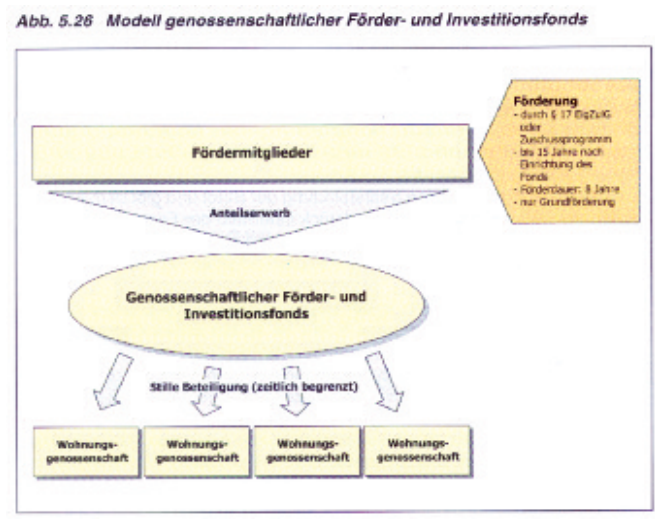 Abb. 5.26 Modell genossenschaftlicher Förder- und Investitionsfonds
Förderung
- durch § 17 EigZulG
oder
Zuschussprogramm
- bis 15 Jahre nach
Einrichtung des
Fonds
- Förderdauer: 8 Jahre
- nur Grundförderung
Fördermitglieder
Anteilserwerb
Genossenschaftlicher Förder- und
Investitionsfonds
Stille Beteiligung (zeitlich begrenzt)
Wohnungs-
genossenschaft
Wohnungs-
genossenschaft
Wohnungs-
genossenschaft
Wohnungs-
genossenschaft